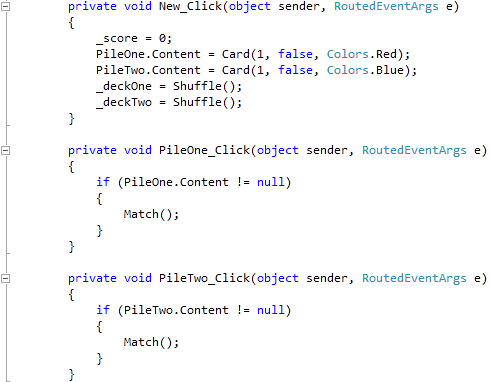 private void New_Click(object sender, RoutedEventArgs e)
{
    _score = 0;
    PileOne.Content = Card(1, false, Colors.Red);
    PileTwo.Content = Card(1, false, Colors.Blue);
    _deckOne = Shuffle();
    _deckTwo = Shuffle();
}

private void PileOne_Click(object sender, RoutedEventArgs e)
{
    if (PileOne.Content != null)
    {
        Match();
    }
}

private void PileTwo_Click(object sender, RoutedEventArgs e)
{
    if (PileTwo.Content != null)
    {
        Match();
    }
}